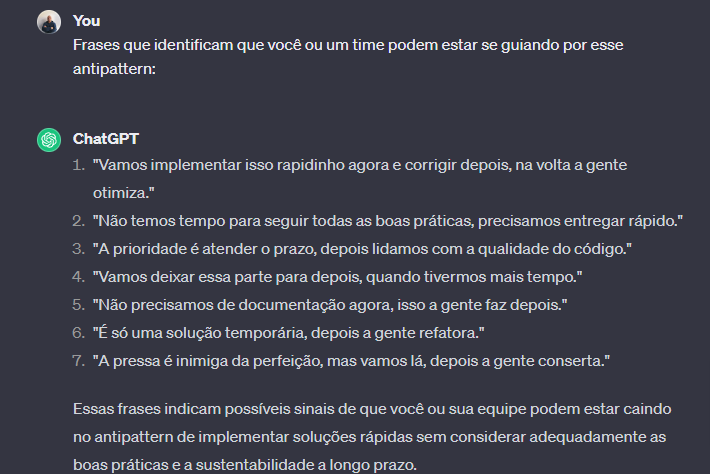 You
Frases que identificam que você ou um time podem estar se guiando por esse
antipattern:
ChatGPT
1. "Vamos implementar isso rapidinho agora e corrigir depois, na volta a gente
otimiza."
2. "Não temos tempo para seguir todas as boas práticas, precisamos entregar rápido."
3. "A prioridade é atender o prazo, depois lidamos com a qualidade do código."
4. "Vamos deixar essa parte para depois, quando tivermos mais tempo."
5. "Não precisamos de documentação agora, isso a gente faz depois."
6. "É só uma solução temporária, depois a gente refatora."
7. "A pressa é inimiga da perfeição, mas vamos lá, depois a gente conserta."
Essas frases indicam possíveis sinais de que você ou sua equipe podem estar caindo
no antipattern de implementar soluções rápidas sem considerar adequadamente as
boas práticas e a sustentabilidade a longo prazo.